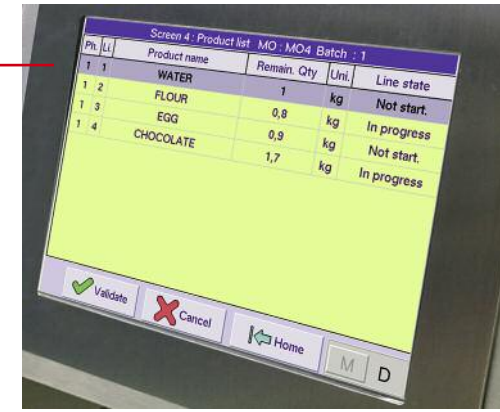 Screen 4 : Product list MO : MO4 Batch : 1
Ph. Li. Product name Remain. Qty Uni. Line state
1 1 WATER 1 kg Not start.
1 2 FLOUR 0,8 kg In progress
1 3 EGG 0,9 kg Not start.
1 4 CHOCOLATE 1,7 kg In progress
Validate Cancel Home M D